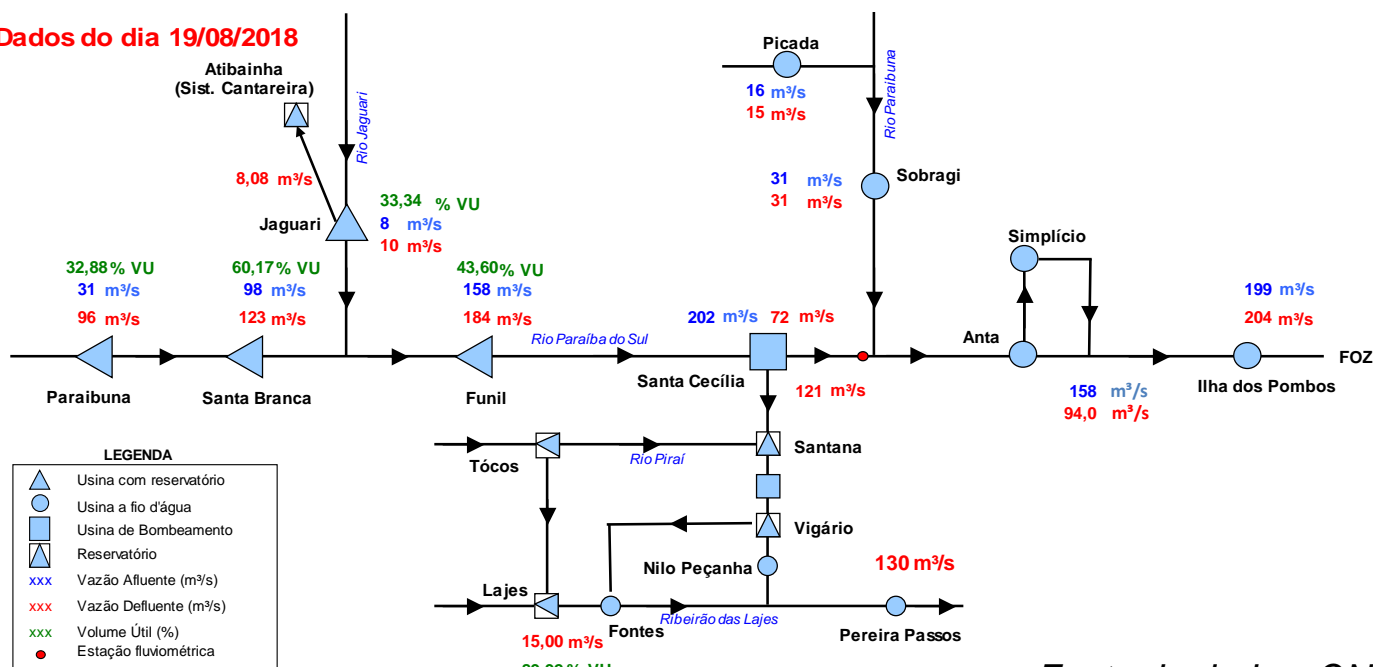 Dados do dia 19/08/2018
Atibainha
(Sist. Cantareira)
Rio Jaguari
8,08 m³/s
Jaguari
33,34 % VU
8 m³/s
10 m³/s
Picada
16 m³/s
15 m³/s
Rio Paraibuna
31 m³/s
31 m³/s
Sobragi
32,88% VU
31 m³/s
96 m³/s
Paraibuna
60,17% VU
98 m³/s
123 m³/s
Santa Branca
43,60% VU
158 m³/s
184 m³/s
Funil
Rio Paraíba do Sul
202 m³/s 72 m³/s
Santa Cecília
121 m³/s
Simplício
Anta
158 m³/s
94,0 m³/s
199 m³/s
204 m³/s
Ilha dos Pombos
FOZ
Tócos
Rio Piraí
Santana
Vigário
Nilo Peçanha
130 m³/s
Lajes
Fontes
Ribeirão das Lajes
Pereira Passos
15,00 m³/s
LEGENDA
Usina com reservatório
Usina a fio d'água
Usina de Bombeamento
Reservatório
xxx Vazão Afluente (m³/s)
xxx Vazão Defluente (m³/s)
xxx Volume Útil (%)
Estação fluviométrica